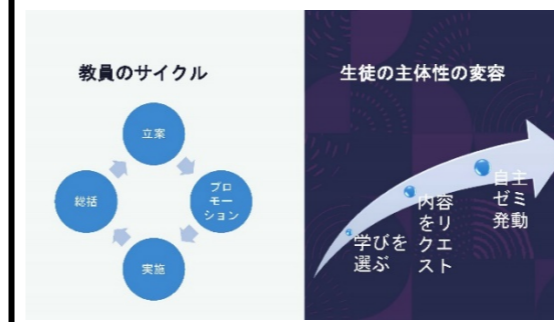 教員のサイクル
立案
プロ
モー
ション
実施
総括
生徒の主体性の変容
学びを
選ぶ
内容
をリ
クエ
スト
自主
ゼミ
発動